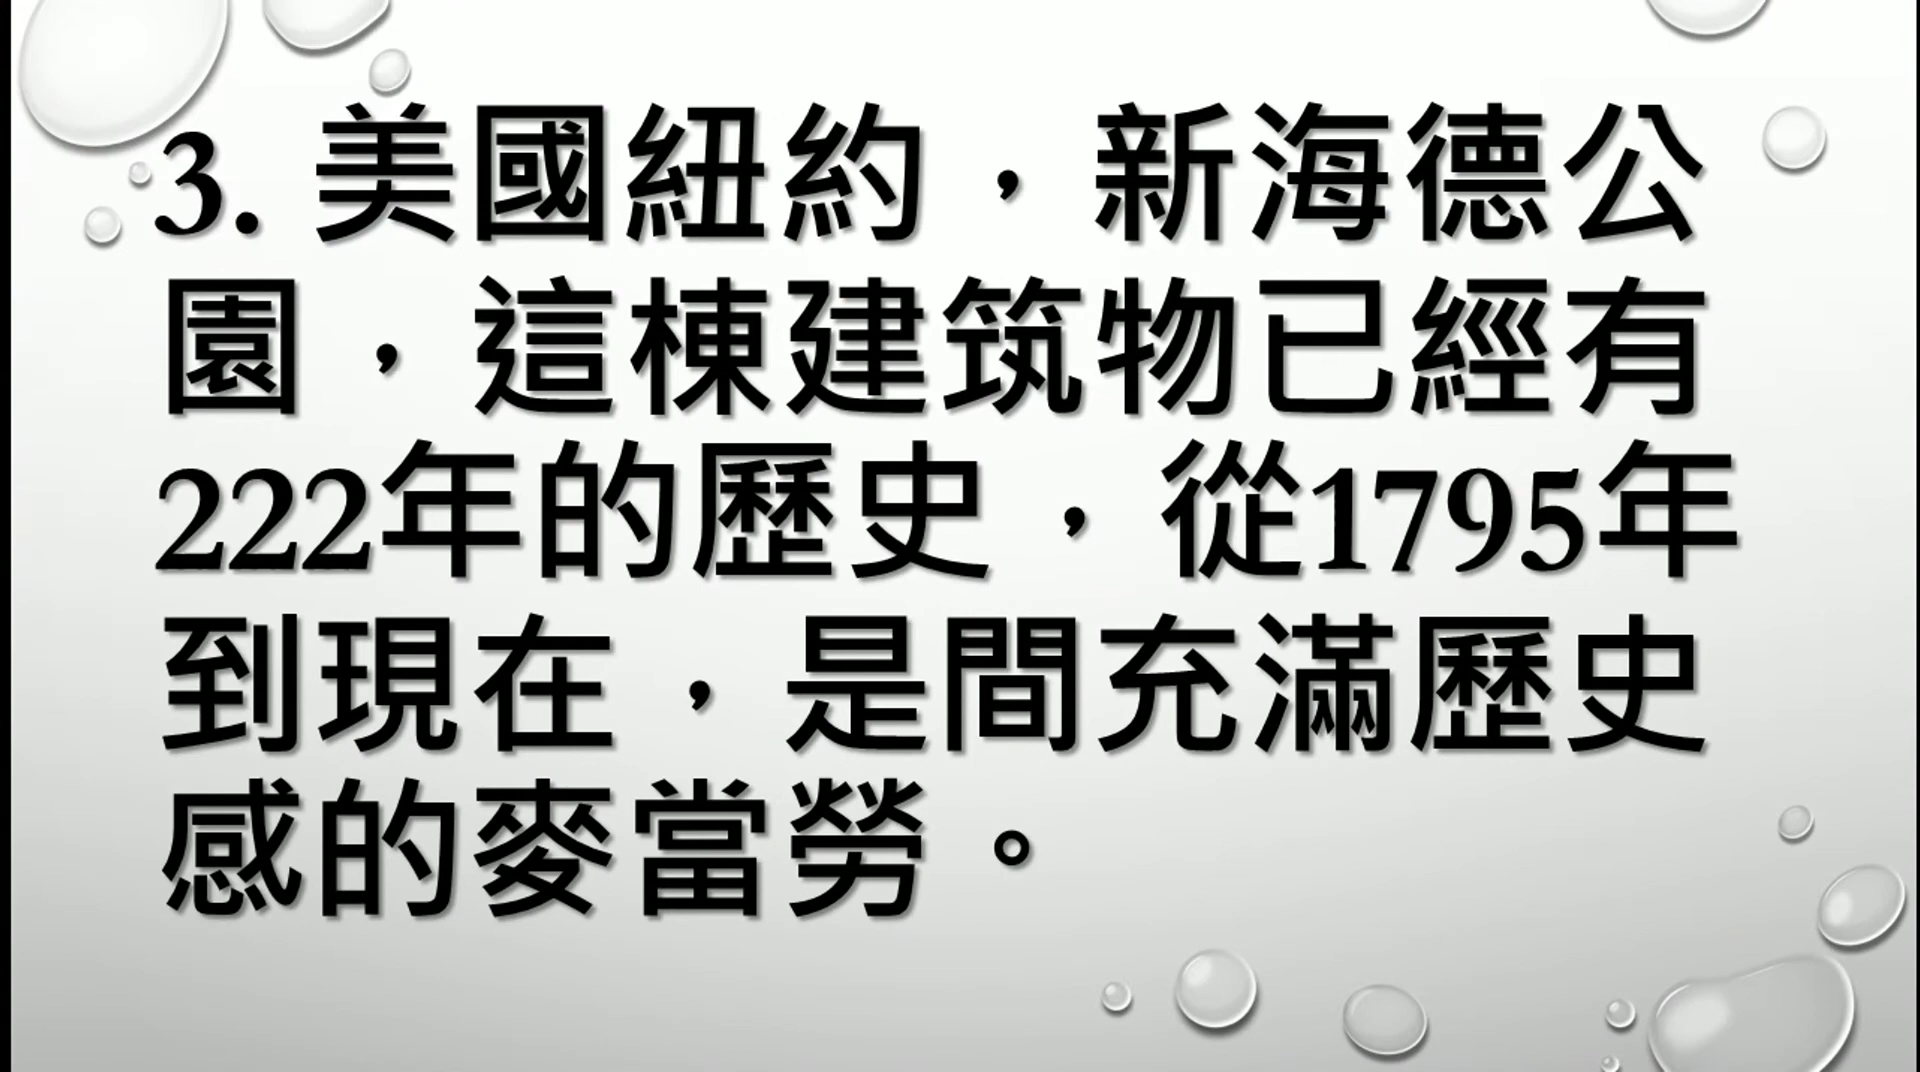 3. 美國紐約，新海德公
園，這棟建筑物已經有
222年的歷史，從1795年
到現在，是間充滿歷史
感的麥當勞。